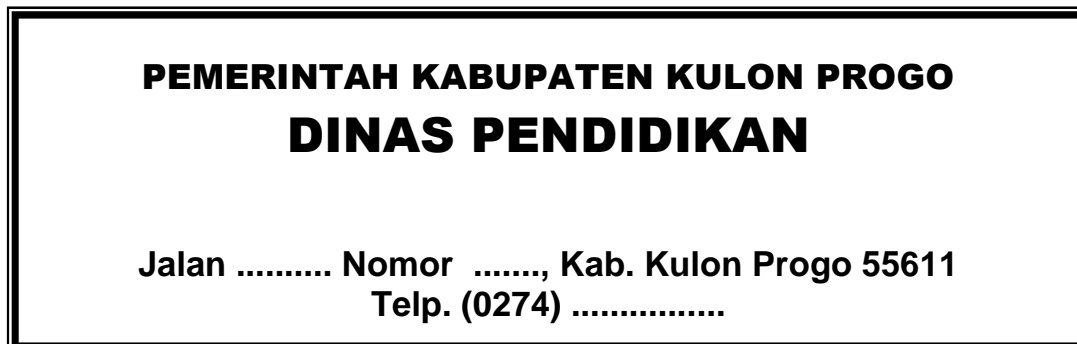 PEMERINTAH KABUPATEN KULON PROGO
DINAS PENDIDIKAN
Jalan .......... Nomor  ......., Kab. Kulon Progo 55611
Telp. (0274) ................